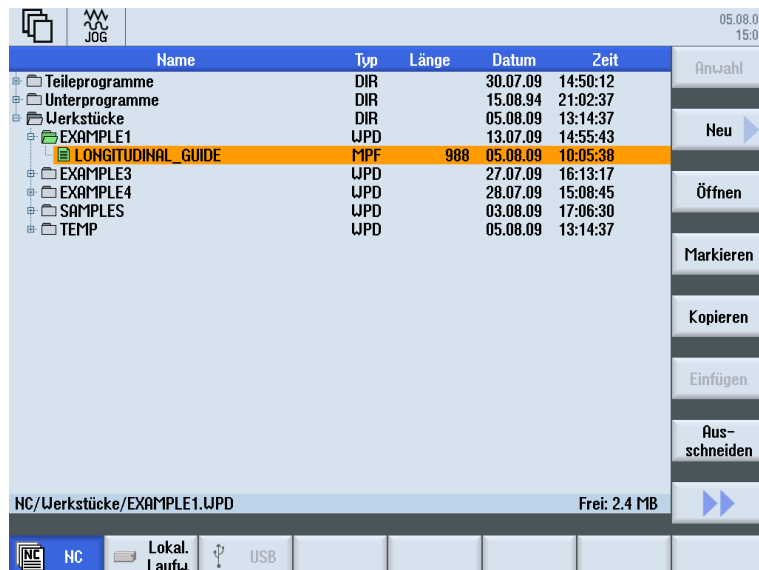 JOG
05.08.0
15:0
Name Typ Länge Datum Zeit
Teileprogramme DIR 30.07.09 14:50:12
Unterprogramme DIR 15.08.94 21:02:37
Werkstücke DIR 05.08.09 13:14:37
EXAMPLE1 WPD 13.07.09 14:55:43
LONGITUDINAL_GUIDE MPF 988 05.08.09 10:05:38
EXAMPLE3 WPD 27.07.09 16:13:17
EXAMPLE4 WPD 28.07.09 15:08:45
SAMPLES WPD 03.08.09 17:06:30
TEMP WPD 05.08.09 13:14:37
NC/Werkstücke/EXAMPLE1.WPD Frei: 2.4 MB
Anwahl
Neu
Öffnen
Markieren
Kopieren
Einfügen
Aus-
schneiden
NC NC
Lokal.
Laufw.
USB